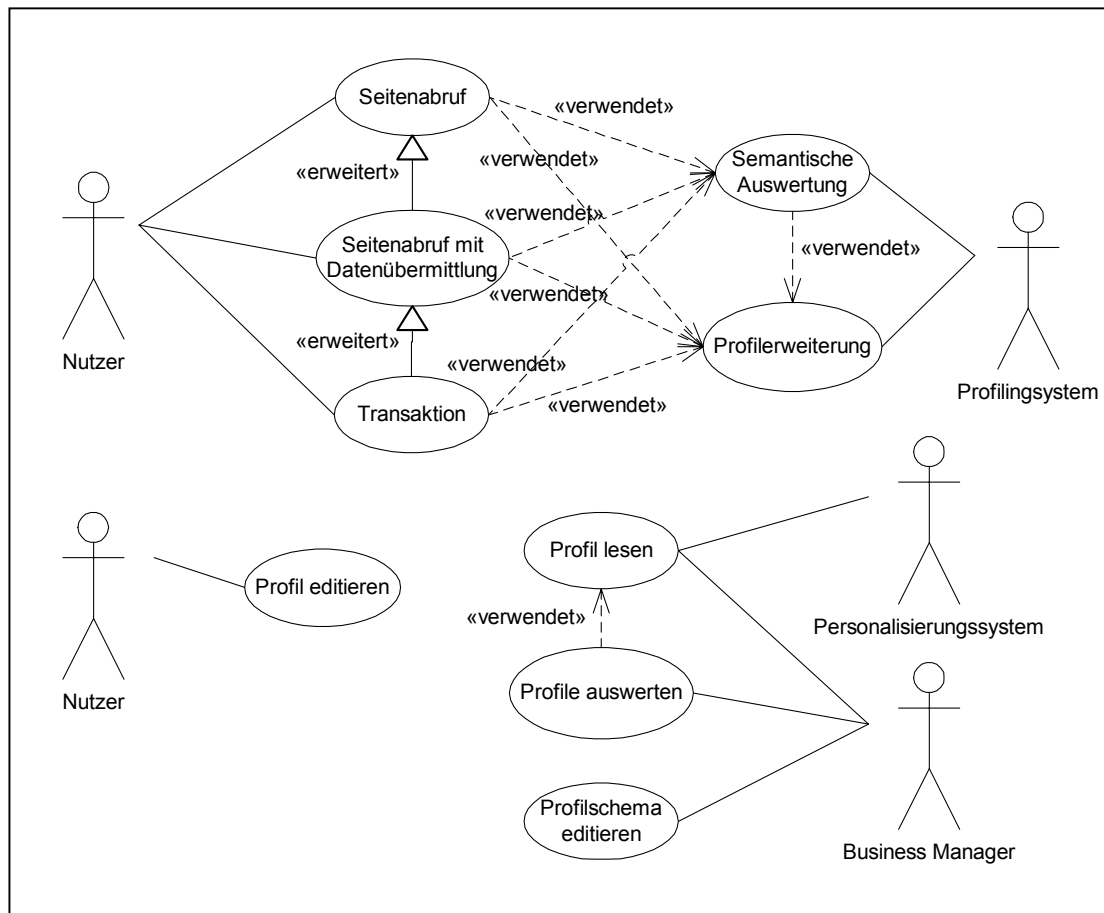 Seitenabruf
«verwendet»
«verwendet»
Semantische
Auswertung
«erweitert»
Seitenabruf mit
Datenübermittlung
«verwendet»
«verwendet»
«verwendet»
Nutzer
«erweitert»
Profilerweiterung
«verwendet»
Transaktion
«verwendet»
Profilingsystem
Profil lesen
Profil editieren
«verwendet»
Personalisierungssystem
Nutzer
Profile auswerten
Profilschema
editieren
Business Manager